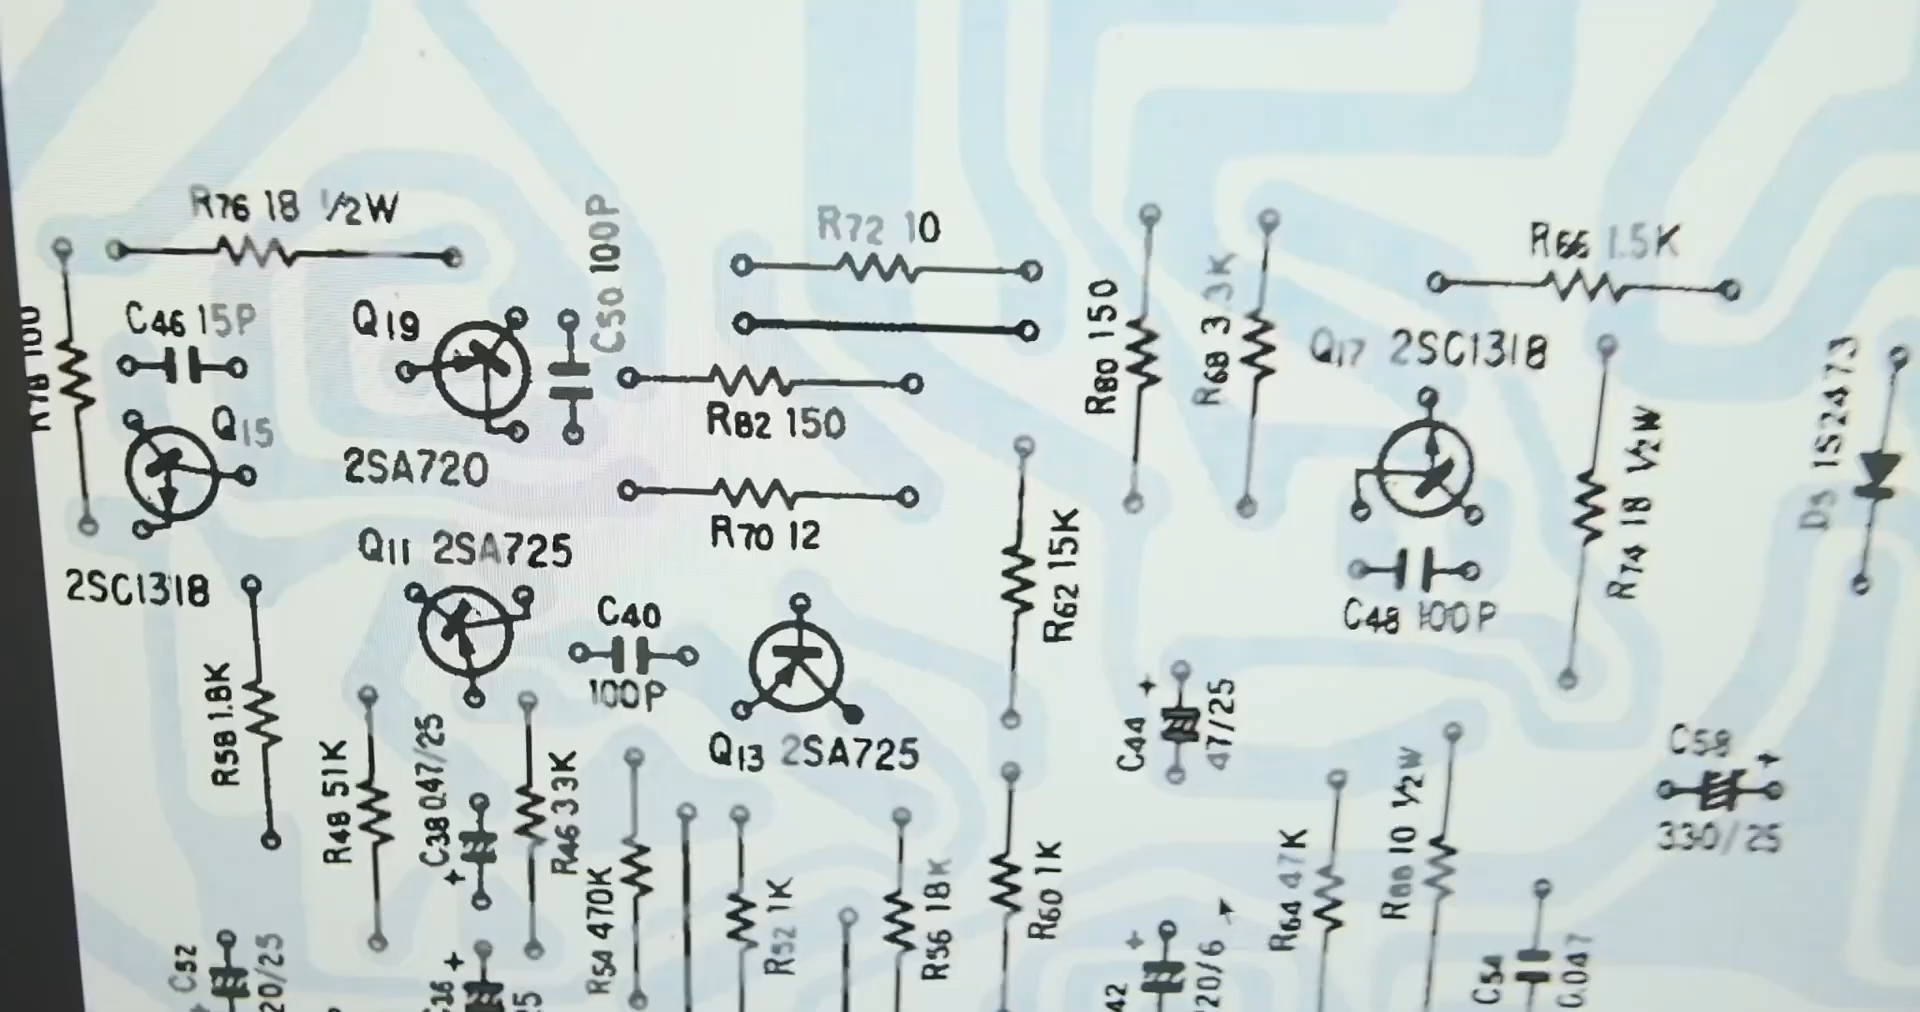 R76 18 1/2W
R78 100
C46 15P
Q19
C50 100P
R72 10
R80 150
R68 3.3K
R66 1.5K
Q17 2SC1318
Q15
2SA720
R82 150
R70 12
Q11 2SA725
2SC1318
R62 15K
R74 18 1/2W
1S2473
C48 100P
C40
100P
R58 1.8K
R48 51K
C38 0.47/25
R46 33K
Q13 2SA725
C44 + 47/25
+
330/25
R54 470K
R52 1K
R56 18K
R60 1K
R64 47K
10 1/2W
C52
20/25
+
+
20/6
C54
0.047